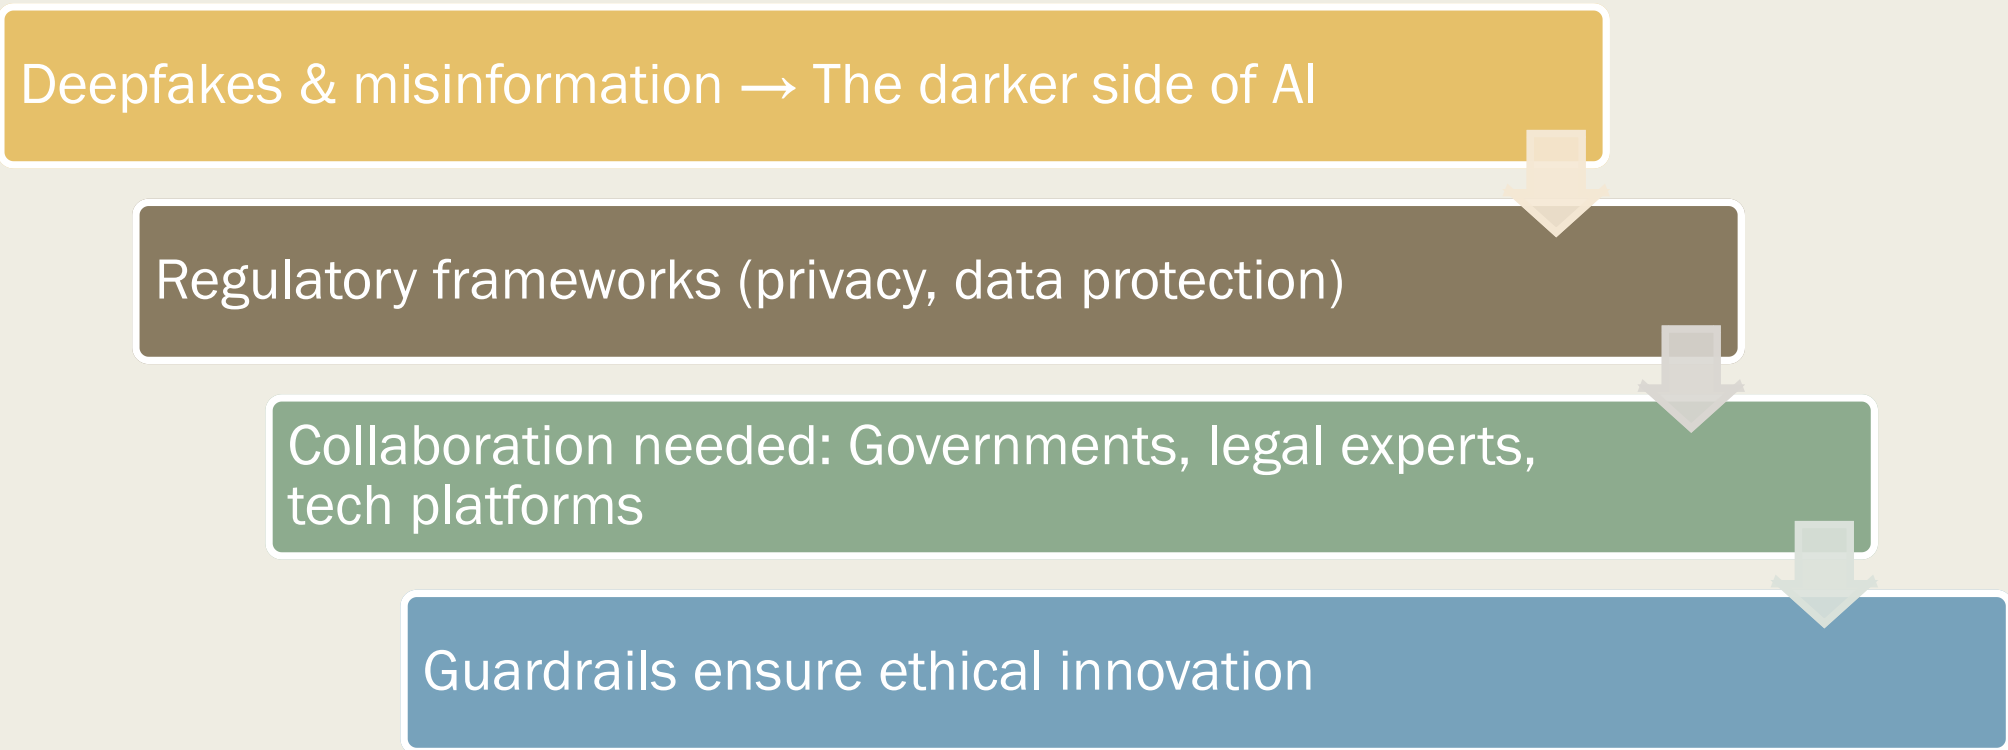 Deepfakes & misinformation → The darker side of AI
Regulatory frameworks (privacy, data protection)
Collaboration needed: Governments, legal experts,
tech platforms
Guardrails ensure ethical innovation